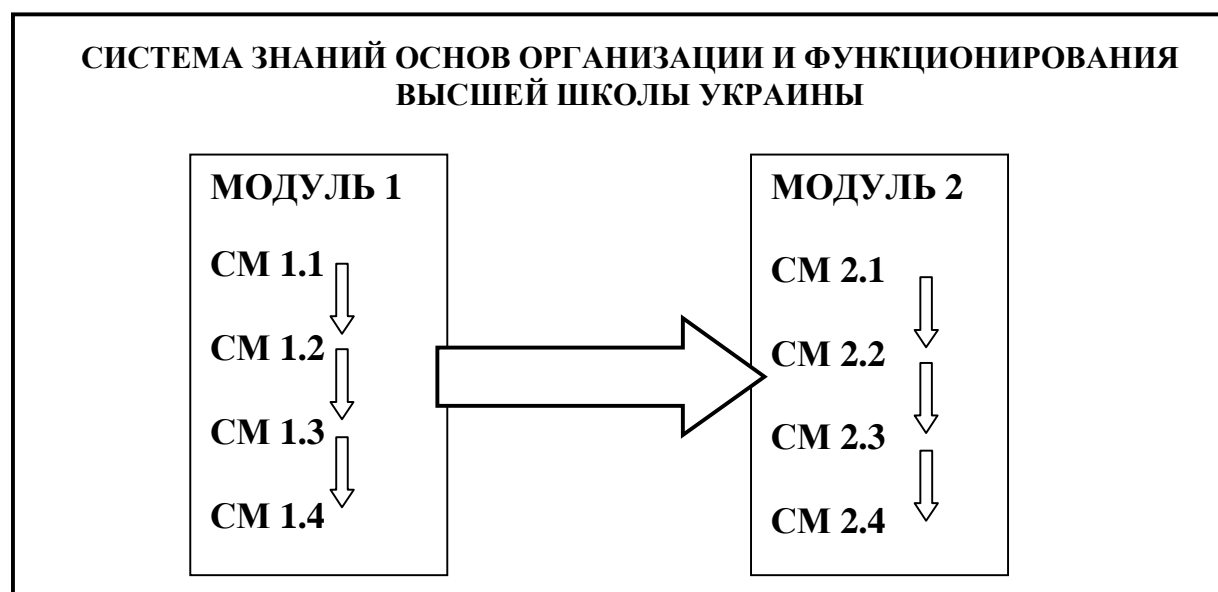 СИСТЕМА ЗНАНИЙ ОСНОВ ОРГАНИЗАЦИИ И ФУНКЦИОНИРОВАНИЯ
ВЫСШЕЙ ШКОЛЫ УКРАИНЫ
МОДУЛЬ 1
СМ 1.1
СМ 1.2
СМ 1.3
СМ 1.4
МОДУЛЬ 2
СМ 2.1
СМ 2.2
СМ 2.3
СМ 2.4